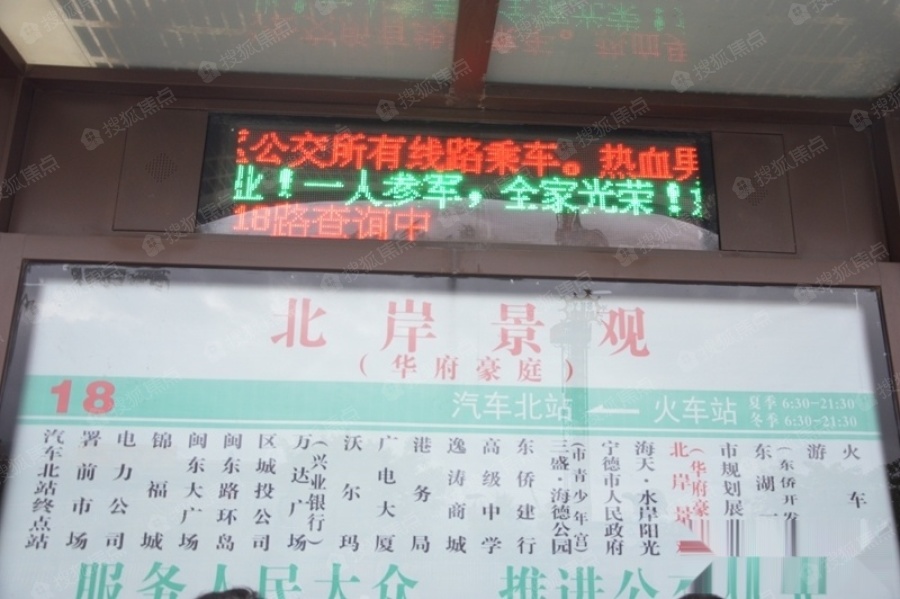 公交所有线路乘车。热血男
业！一人参军，全家光荣！
18路查询中
北岸景观
(华府豪庭)
18
汽车北站 ← 火车站
夏季 6:30-21:30
冬季 6:30-21:30
汽车北站终点站
署前市场
电力公司
锦福城
闽东大广场
闽东路环岛
区城投公司
万达广场
(兴业银行)
沃尔玛
广电大厦
港务局
逸涛商城
高级中学
东侨建行
三盛·海德公园
(市青少年宫)
宁德市人民政府
海天·水岸阳光
北岸景
(华府豪
市规划展
东湖
(东侨开发
游
火车
服务人民大众 推进公
搜狐焦点